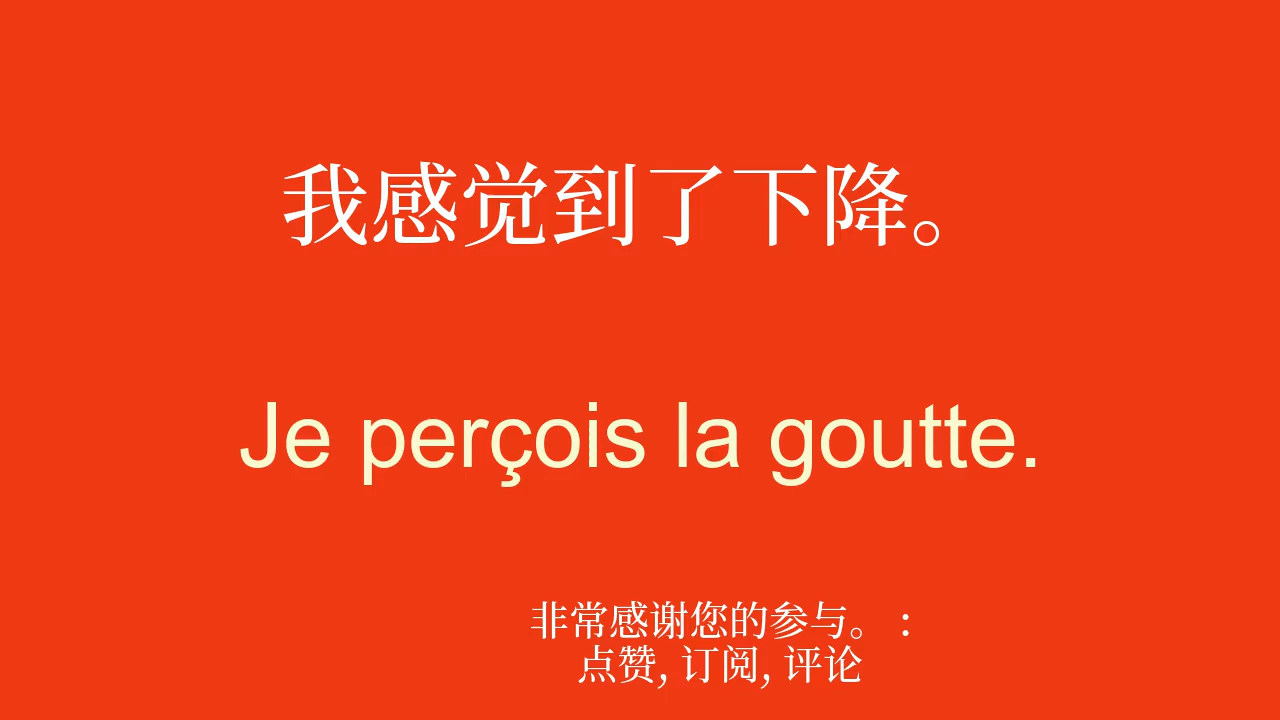 我感觉到了下降。
Je perçois la goutte.
非常感谢您的参与。 :
点赞, 订阅, 评论